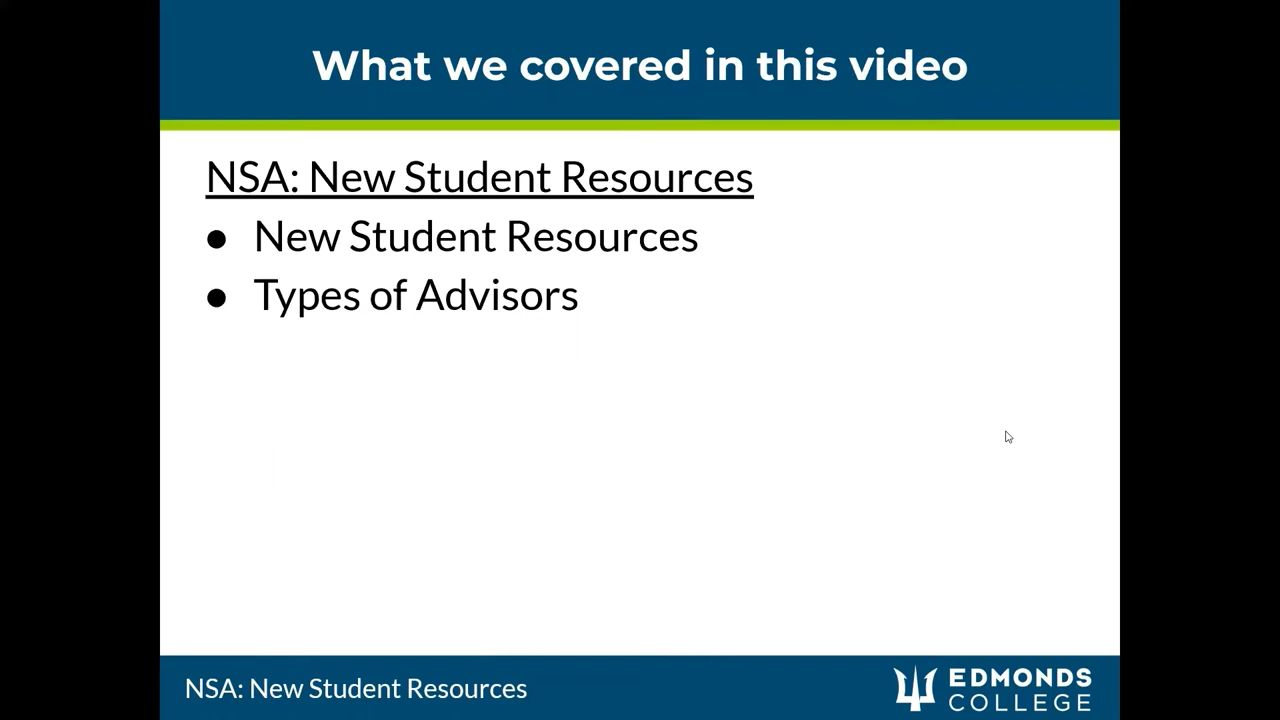 What we covered in this video
NSA: New Student Resources
● New Student Resources
● Types of Advisors
NSA: New Student Resources
EDMONDS
COLLEGE